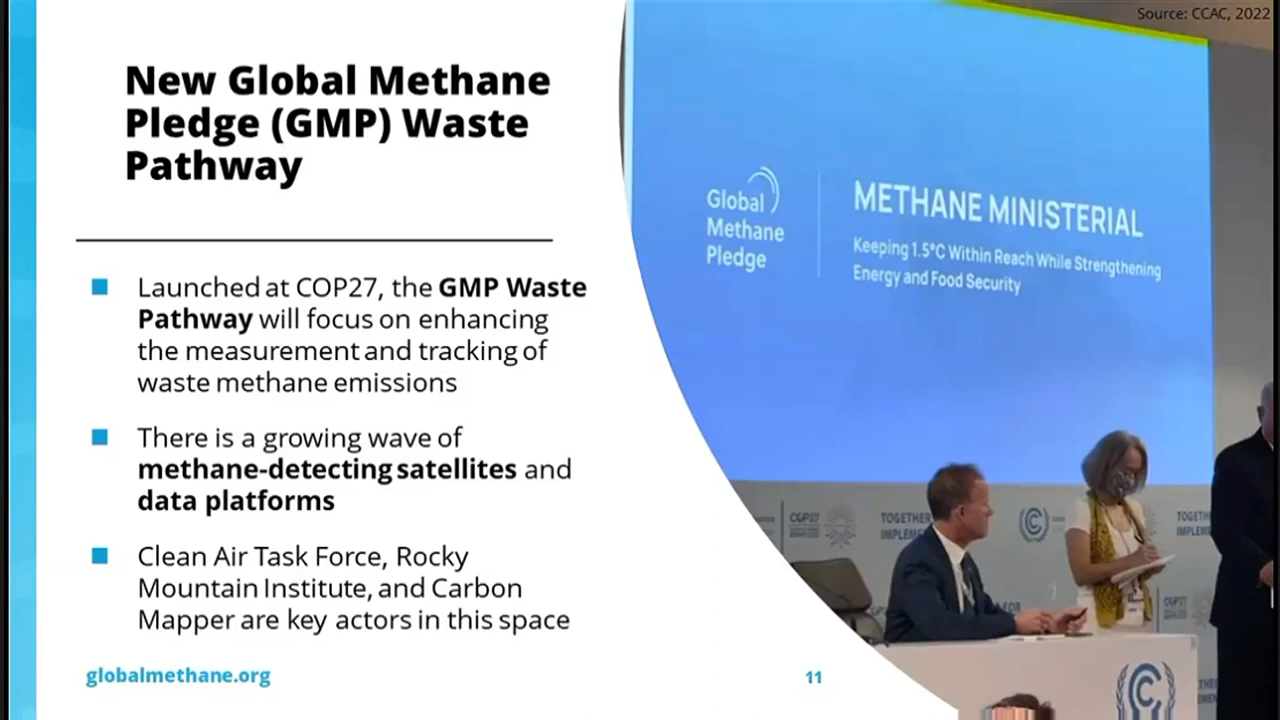 Source: CCAC, 2022
New Global Methane
Pledge (GMP) Waste
Pathway
Launched at COP27, the GMP Waste
Pathway will focus on enhancing
the measurement and tracking of
waste methane emissions
There is a growing wave of
methane-detecting satellites and
data platforms
Clean Air Task Force, Rocky
Mountain Institute, and Carbon
Mapper are key actors in this space
globalmethane.org
11
Global
Methane
Pledge
METHANE MINISTERIAL
Keeping 1.5°C Within Reach While Strengthening
Energy and Food Security
COP27
TOGETHER
IMPLEM
TOGET
IMPLE
COP27